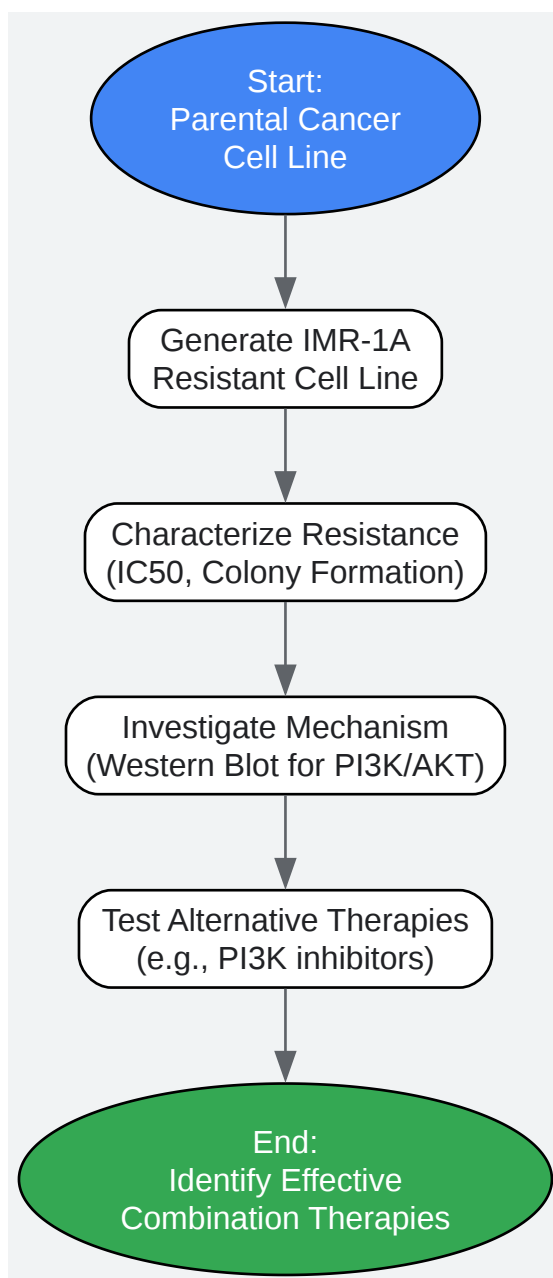 Start:
Parental Cancer
Cell Line
Generate IMR-1A
Resistant Cell Line
Characterize Resistance
(IC50, Colony Formation)
Investigate Mechanism
(Western Blot for PI3K/AKT)
Test Alternative Therapies
(e.g., PI3K inhibitors)
End:
Identify Effective
Combination Therapies